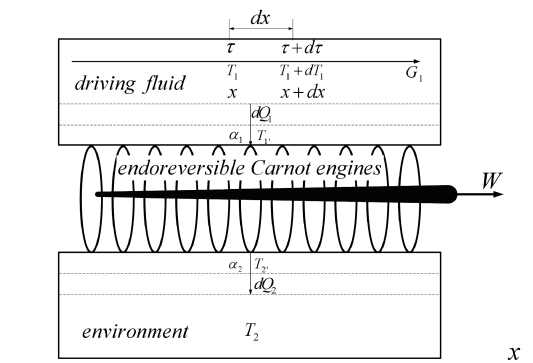 dx
τ τ+dτ
T₁ T₁+dT₁ G₁
driving fluid x x+dx
dQ₁
α₁ T₁'
endoreversible Carnot engines
W
α₂ T₂'
dQ₂
environment T₂
x